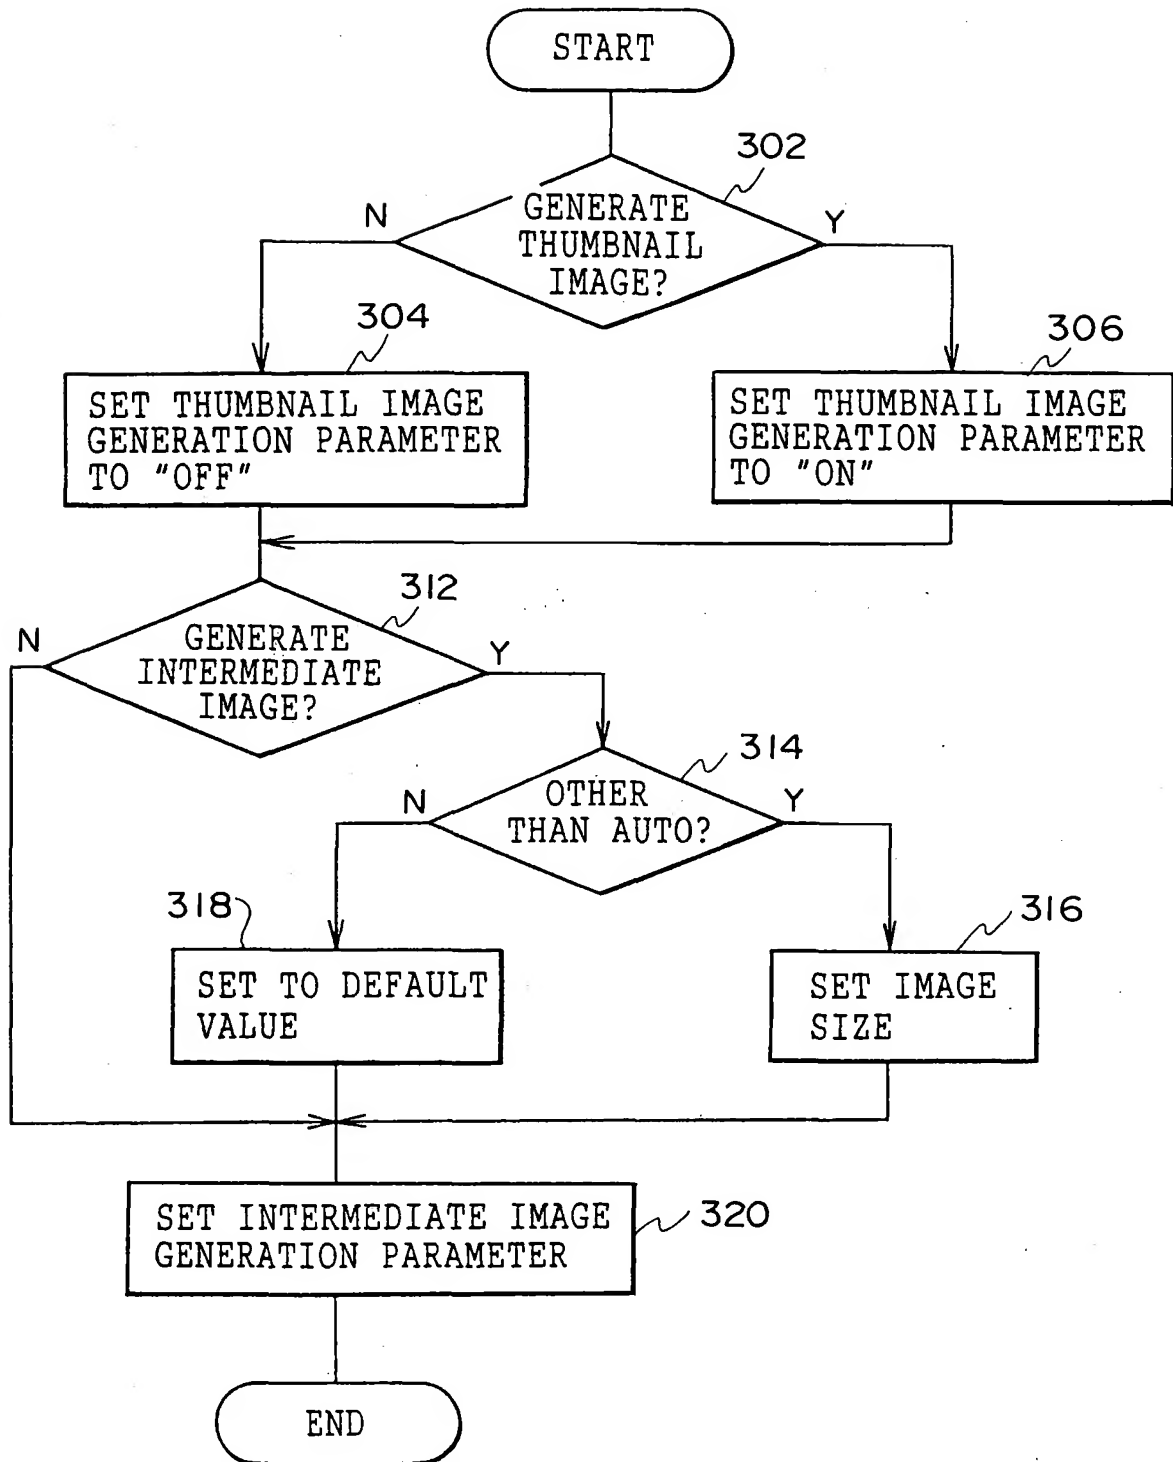 START
302
N
GENERATE
THUMBNAIL
IMAGE?
Y
304
306
SET THUMBNAIL IMAGE
GENERATION PARAMETER
TO "OFF"
SET THUMBNAIL IMAGE
GENERATION PARAMETER
TO "ON"
312
N
GENERATE
INTERMEDIATE
IMAGE?
Y
314
N
OTHER
THAN AUTO?
Y
318
316
SET TO DEFAULT
VALUE
SET IMAGE
SIZE
SET INTERMEDIATE IMAGE
GENERATION PARAMETER
320
END